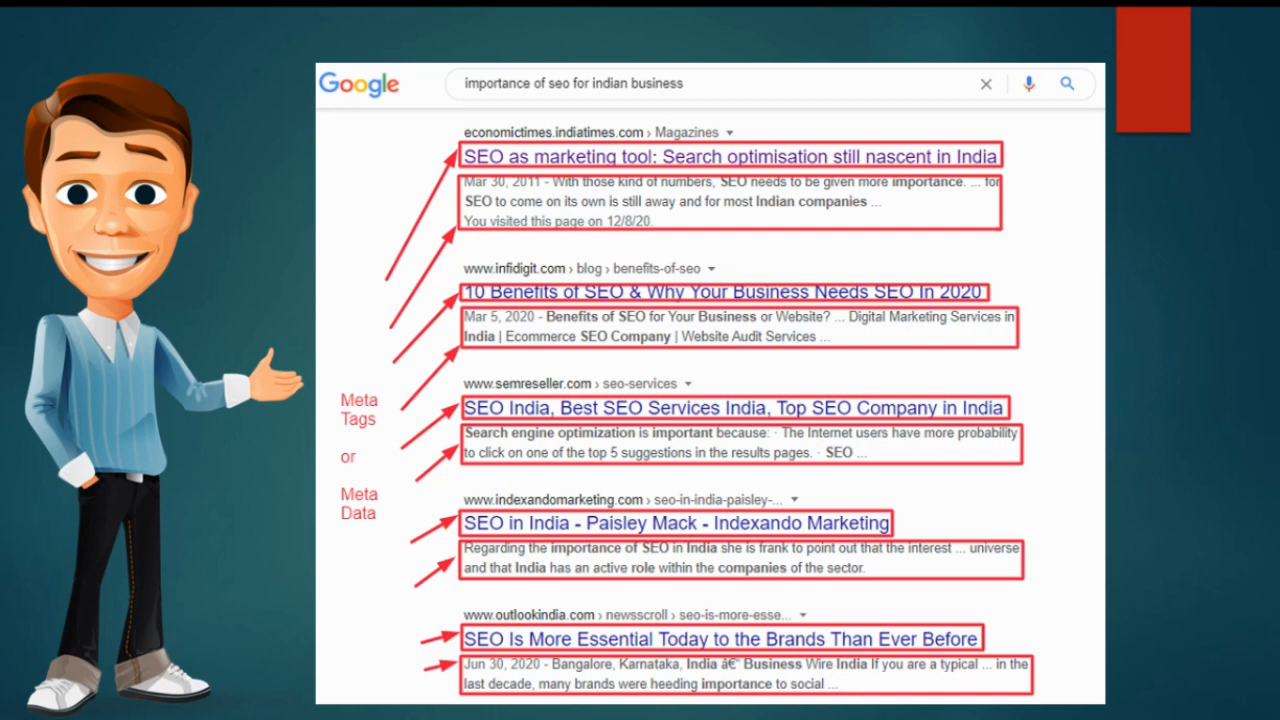 Google
importance of seo for indian business
economictimes.indiatimes.com › Magazines
SEO as marketing tool: Search optimisation still nascent in India
Mar 30, 2011 - With those kind of numbers, SEO needs to be given more importance. ... for
SEO to come on its own is still away and for most Indian companies ...
You visited this page on 12/8/20.
www.infidigit.com › blog › benefits-of-seo
10 Benefits of SEO & Why Your Business Needs SEO In 2020
Mar 5, 2020 - Benefits of SEO for Your Business or Website? ... Digital Marketing Services in
India | Ecommerce SEO Company | Website Audit Services ...
www.semreseller.com › seo-services
SEO India, Best SEO Services India, Top SEO Company in India
Search engine optimization is important because: · The Internet users have more probability
to click on one of the top 5 suggestions in the results pages. · SEO ...
www.indexandomarketing.com › seo-in-india-paisley-...
SEO in India - Paisley Mack - Indexando Marketing
Regarding the importance of SEO in India she is frank to point out that the interest ... universe
and that India has an active role within the companies of the sector.
www.outlookindia.com › newsscroll › seo-is-more-esse...
SEO Is More Essential Today to the Brands Than Ever Before
Jun 30, 2020 - Bangalore, Karnataka, India â€" Business Wire India If you are a typical ... in the
last decade, many brands were heeding importance to social ...
Meta
Tags
or
Meta
Data